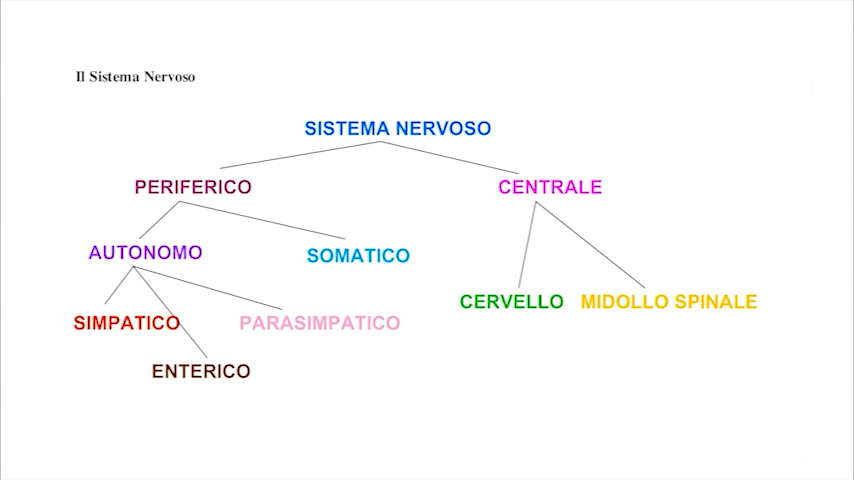 Il Sistema Nervoso
SISTEMA NERVOSO
PERIFERICO
CENTRALE
AUTONOMO
SOMATICO
CERVELLO
MIDOLLO SPINALE
SIMPATICO
PARASIMPATICO
ENTERICO